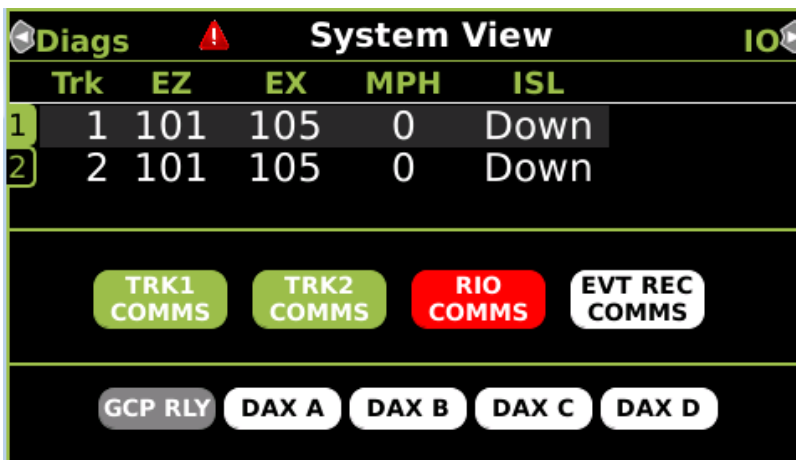 Diags System View IO
Trk EZ EX MPH ISL
1 1 101 105 0 Down
2 2 101 105 0 Down
TRK1 TRK2 RIO EVT REC
COMMS COMMS COMMS COMMS
GCP RLY DAX A DAX B DAX C DAX D